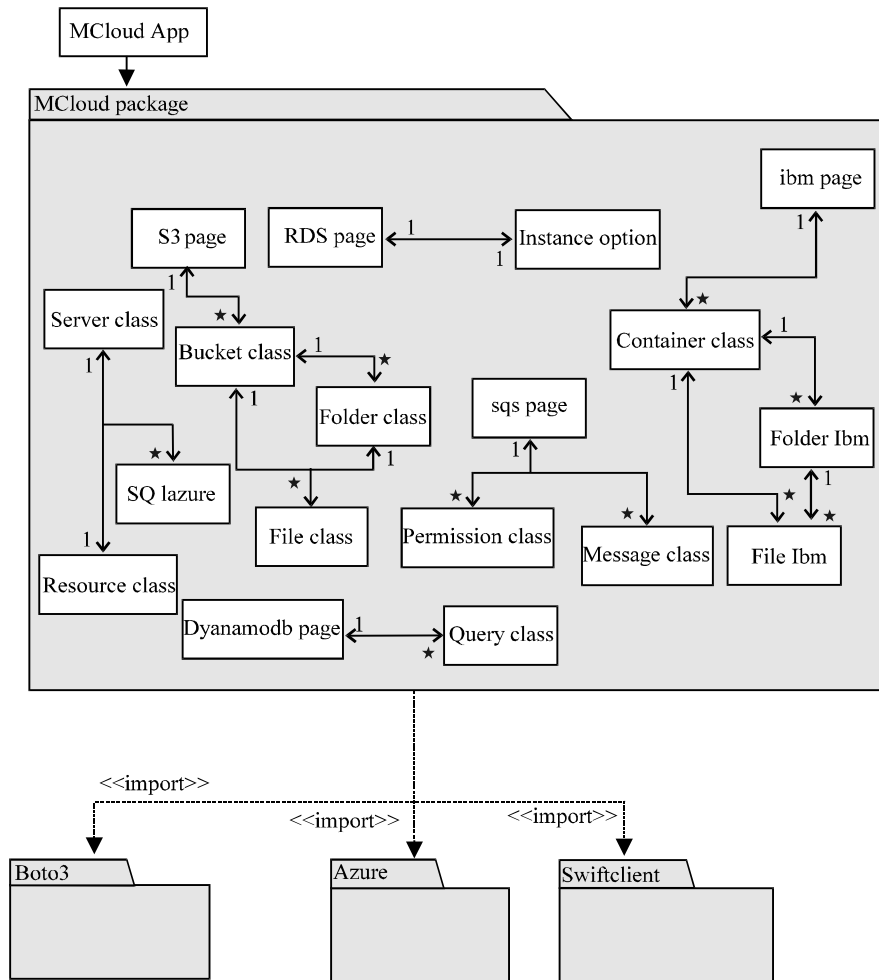 MCloud App
MCloud package
ibm page
S3 page
RDS page
1
1
Instance option
1
1
★
Server class
1
Bucket class
1
★
1
Folder class
1
★
SQ lazure
★
File class
1
Resource class
sqs page
1
★
Permission class
★
Message class
★
Container class
1
1
★
Folder Ibm
1
★
★
File Ibm
Dyanamodb page
1
★
Query class
<<import>>
<<import>>
<<import>>
Boto3
Azure
Swiftclient